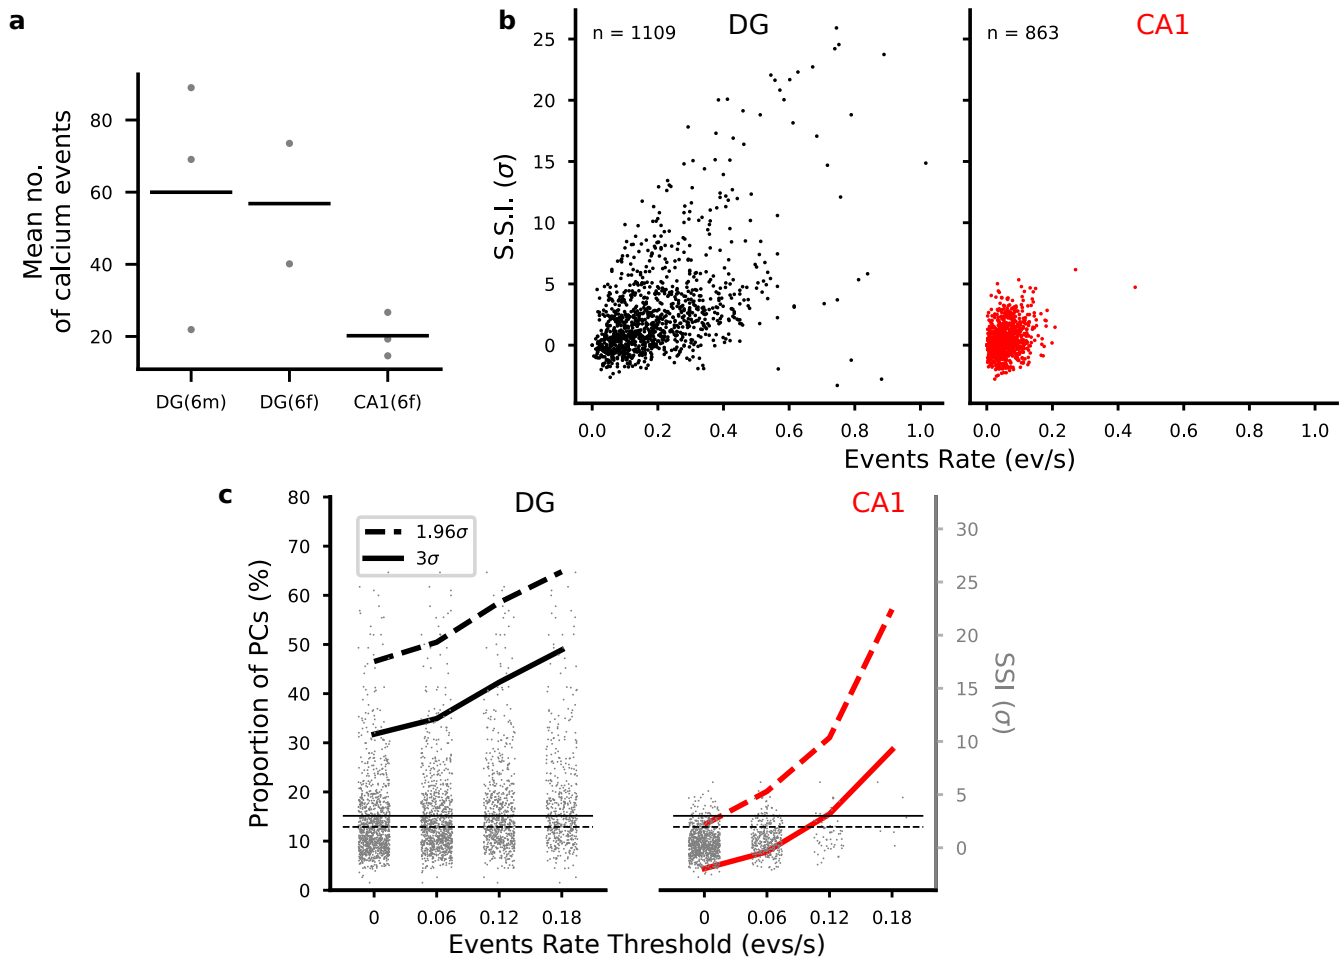 a
Mean no.
of calcium events
80
60
40
20
DG(6m) DG(6f) CA1(6f)
b
DG
n = 1109
S.S.I. (σ)
25
20
15
10
5
0
0.0 0.2 0.4 0.6 0.8 1.0
CA1
n = 863
0.0 0.2 0.4 0.6 0.8 1.0
Events Rate (ev/s)
c
DG
CA1
1.96σ
3σ
Proportion of PCs (%)
80
70
60
50
40
30
20
10
0
0 0.06 0.12 0.18
0 0.06 0.12 0.18
Events Rate Threshold (evs/s)
30
25
20
15
10
5
0
SSI (σ)